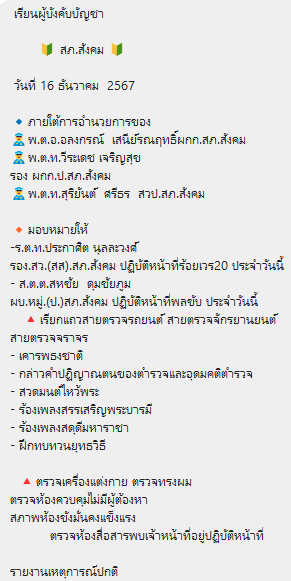 เรียนผู้บังคับบัญชา
🔰 สภ.สังคม 🔰
วันที่ 16 ธันวาคม 2567
🔹ภายใต้การอำนวยการของ
👮พ.ต.อ.อลงกรณ์ เสนีย์รณฤทธิ์ผกก.สภ.สังคม
👮พ.ต.ท.วีระเดช เจริญสุข
รอง ผกก.ป.สภ.สังคม
👮พ.ต.ท.สุริยันต์ ศรีธร สวป.สภ.สังคม
🔸มอบหมายให้
-ร.ต.ท.ประกาศิต นุลละวงศ์
รอง.สว.(สส).สภ.สังคม ปฏิบัติหน้าที่ร้อยเวร20 ประจำวันนี้
- ส.ต.ต.สหชัย ดุมชัยภูม
ผบ.หมู่.(ป.)สภ.สังคม ปฏิบัติหน้าที่พลขับ ประจำวันนี้
🔺เรียกแถวสายตรวจรถยนต์ สายตรวจจักรยานยนต์
สายตรวจจราจร
- เคารพธงชาติ
- กล่าวคำปฏิญาณตนของตำรวจและอุดมคติตำรวจ
- สวดมนต์ไหว้พระ
- ร้องเพลงสรรเสริญพระบารมี
- ร้องเพลงสดุดีมหาราชา
- ฝึกทบทวนยุทธวิธี
🔺ตรวจเครื่องแต่งกาย ตรวจทรงผม
ตรวจห้องควบคุมไม่มีผู้ต้องหา
สภาพห้องขังมั่นคงแข็งแรง
ตรวจห้องสื่อสารพบเจ้าหน้าที่อยู่ปฏิบัติหน้าที่
รายงานเหตุการณ์ปกติ